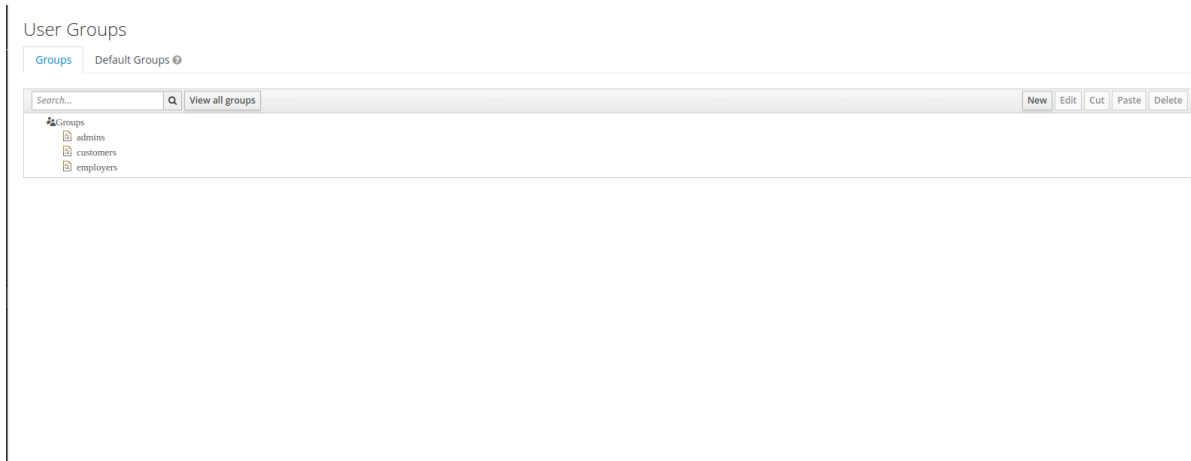 User Groups
Groups Default Groups
Search... View all groups New Edit Cut Paste Delete
Groups
admins
customers
employers